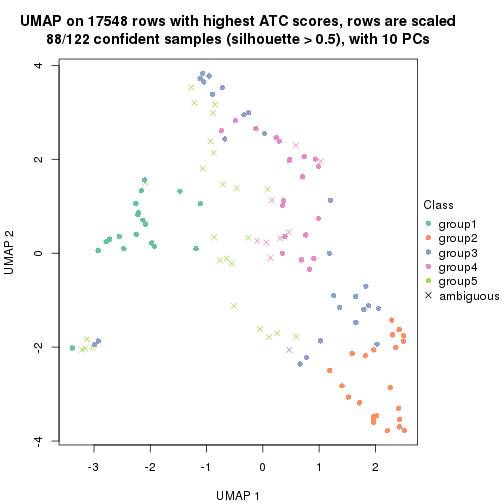 UMAP on 17548 rows with highest ATC scores, rows are scaled
88/122 confident samples (silhouette > 0.5), with 10 PCs
4
2
0
-2
-4
UMAP 2
-3
-2
-1
0
1
2
UMAP 1
Class
group1
group2
group3
group4
group5
ambiguous